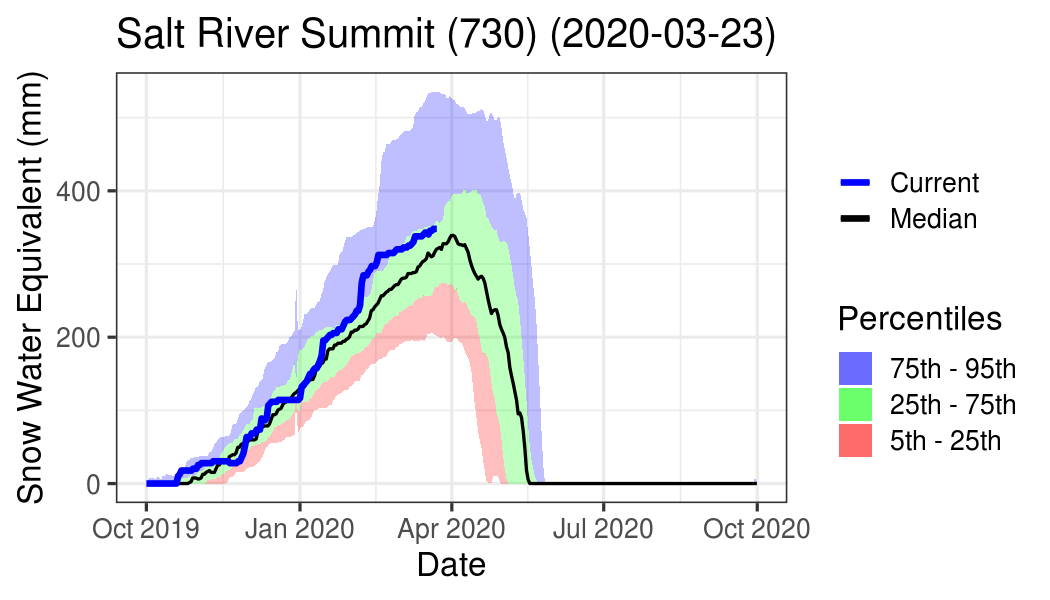 Salt River Summit (730) (2020-03-23)
Snow Water Equivalent (mm)
400
200
0
Oct 2019
Jan 2020
Apr 2020
Jul 2020
Oct 2020
Date
Current
Median
Percentiles
75th - 95th
25th - 75th
5th - 25th